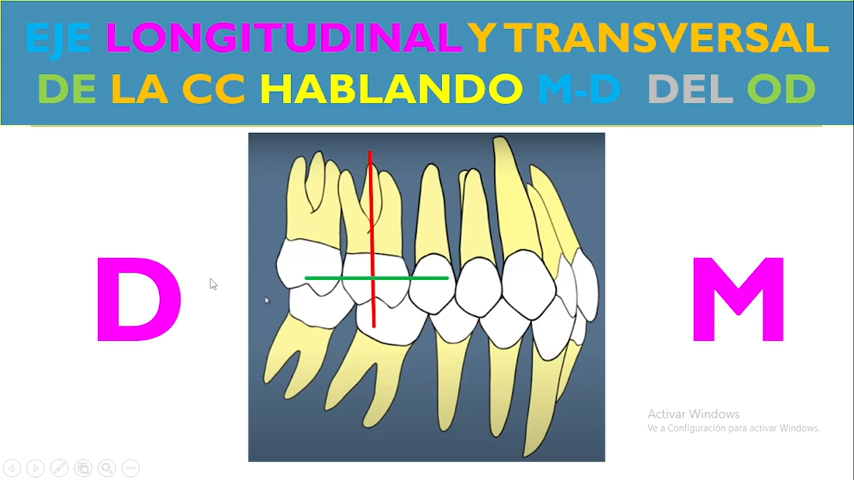 EJE LONGITUDINAL Y TRANSVERSAL
DE LA CC HABLANDO M-D DEL OD
D
M
Activar Windows
Ve a Configuración para activar Windows.